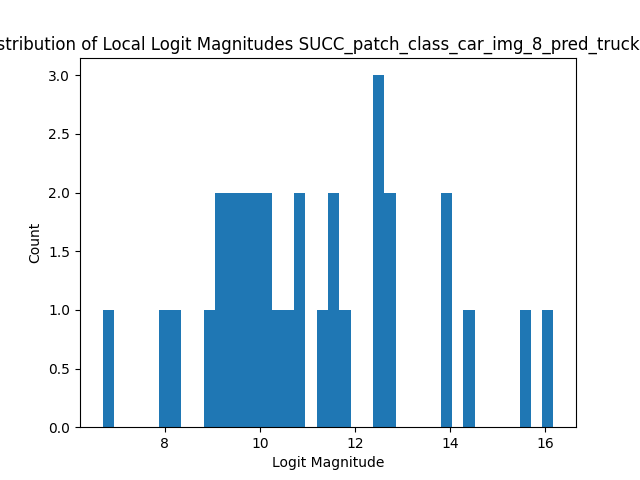 stribution of Local Logit Magnitudes SUCC_patch_class_car_img_8_pred_truck
3.0
2.5
2.0
1.5
1.0
0.5
0.0
Count
8 10 12 14 16
Logit Magnitude